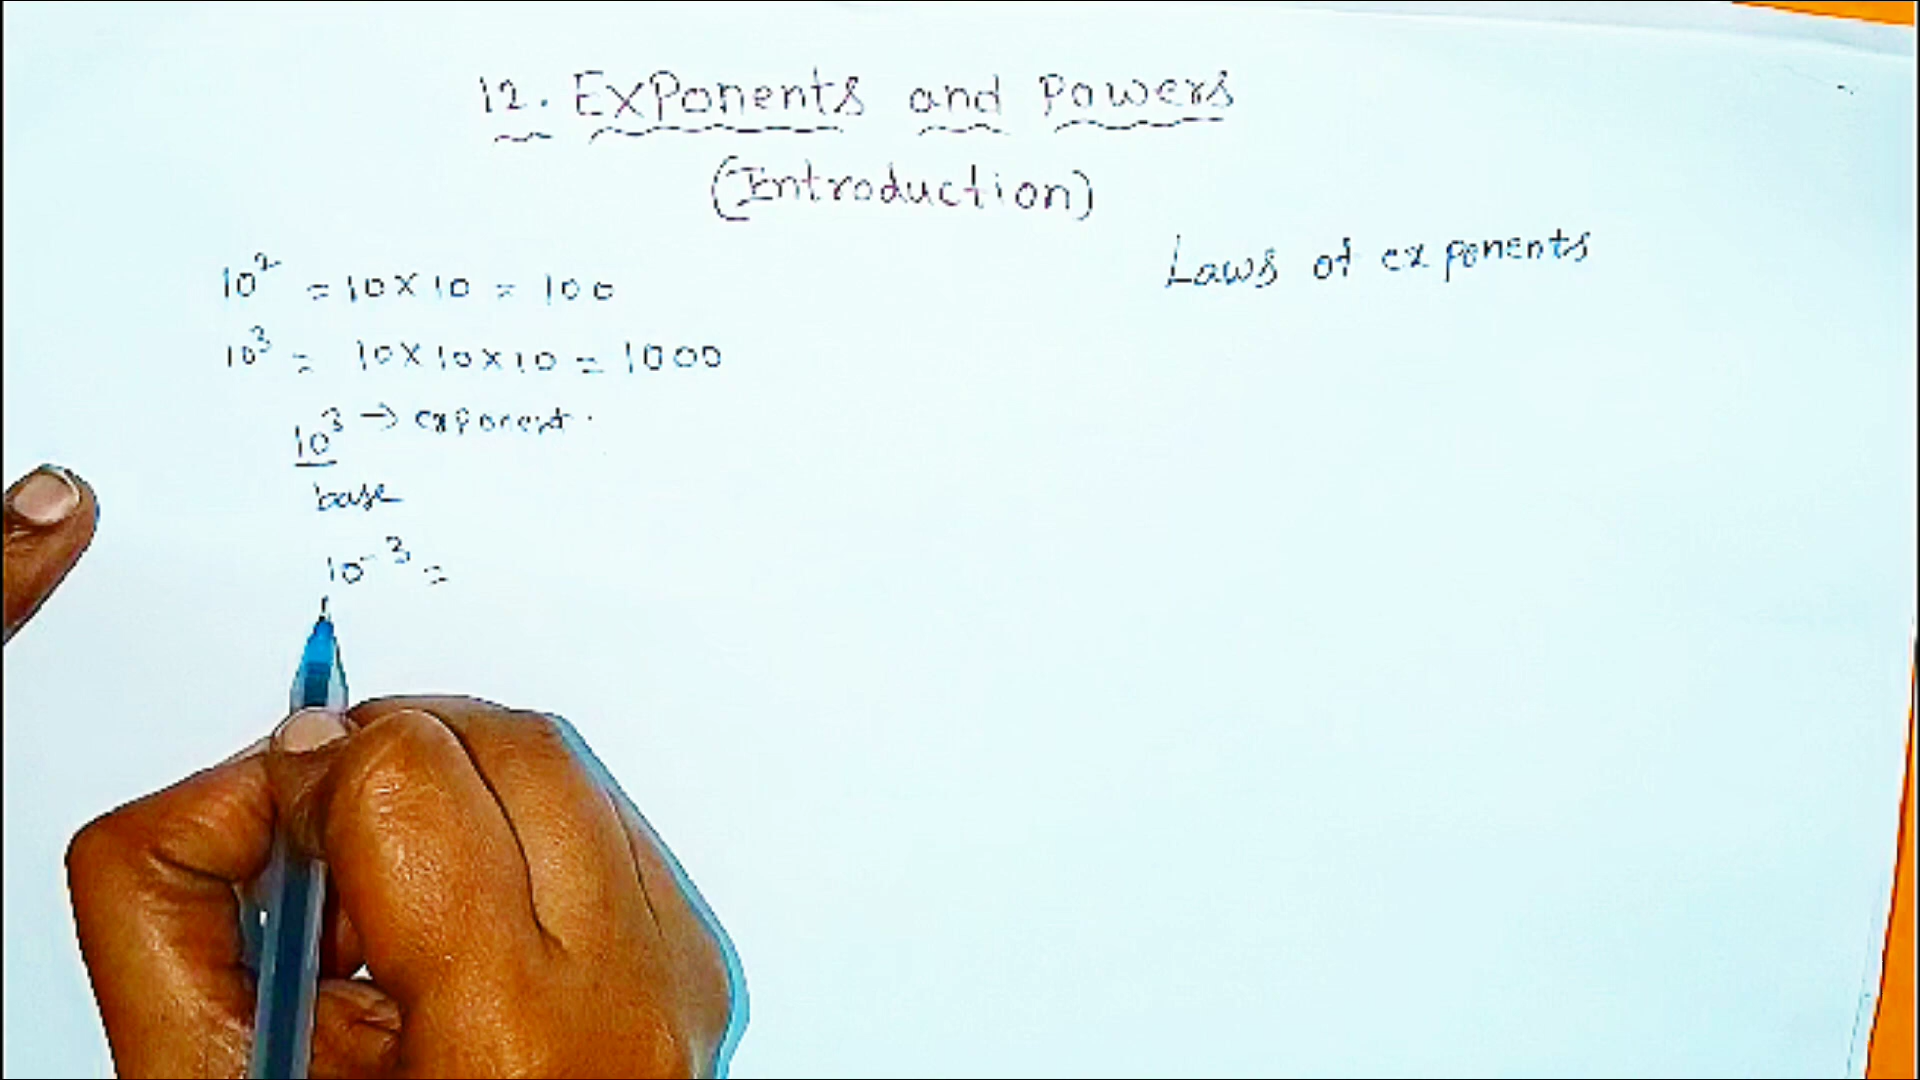 12. Exponents and Powers
(Introduction)
Laws of exponents
10² = 10 × 10 = 100
10³ = 10 × 10 × 10 = 1000
10³ → exponent.
base
10⁻³ =